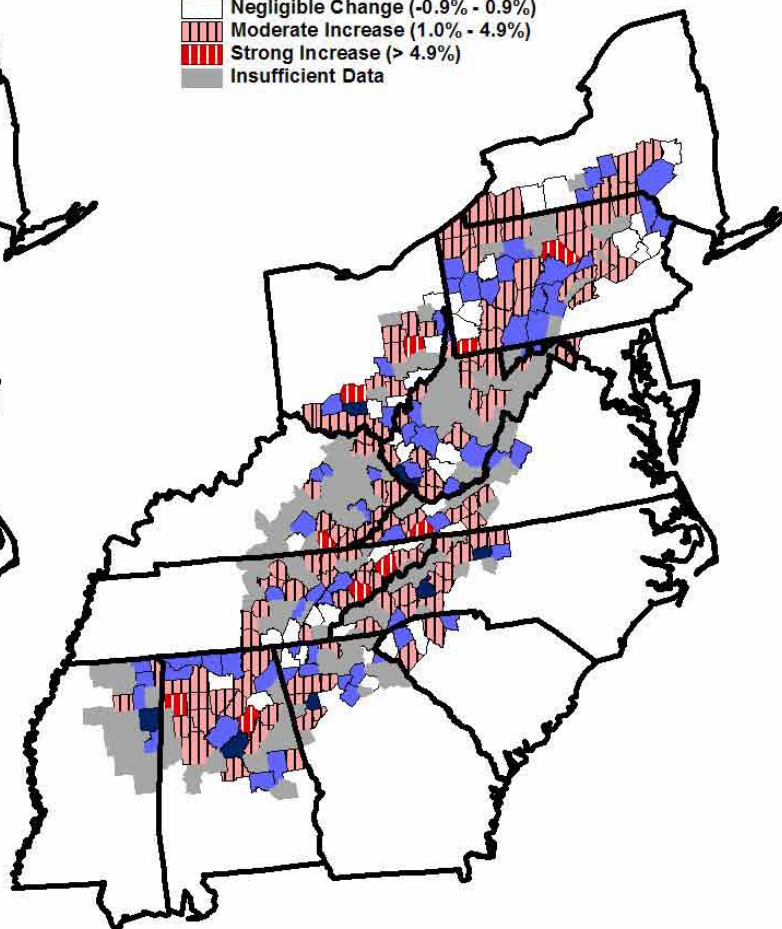 Negligible Change (-0.9% - 0.9%)
Moderate Increase (1.0% - 4.9%)
Strong Increase (> 4.9%)
Insufficient Data